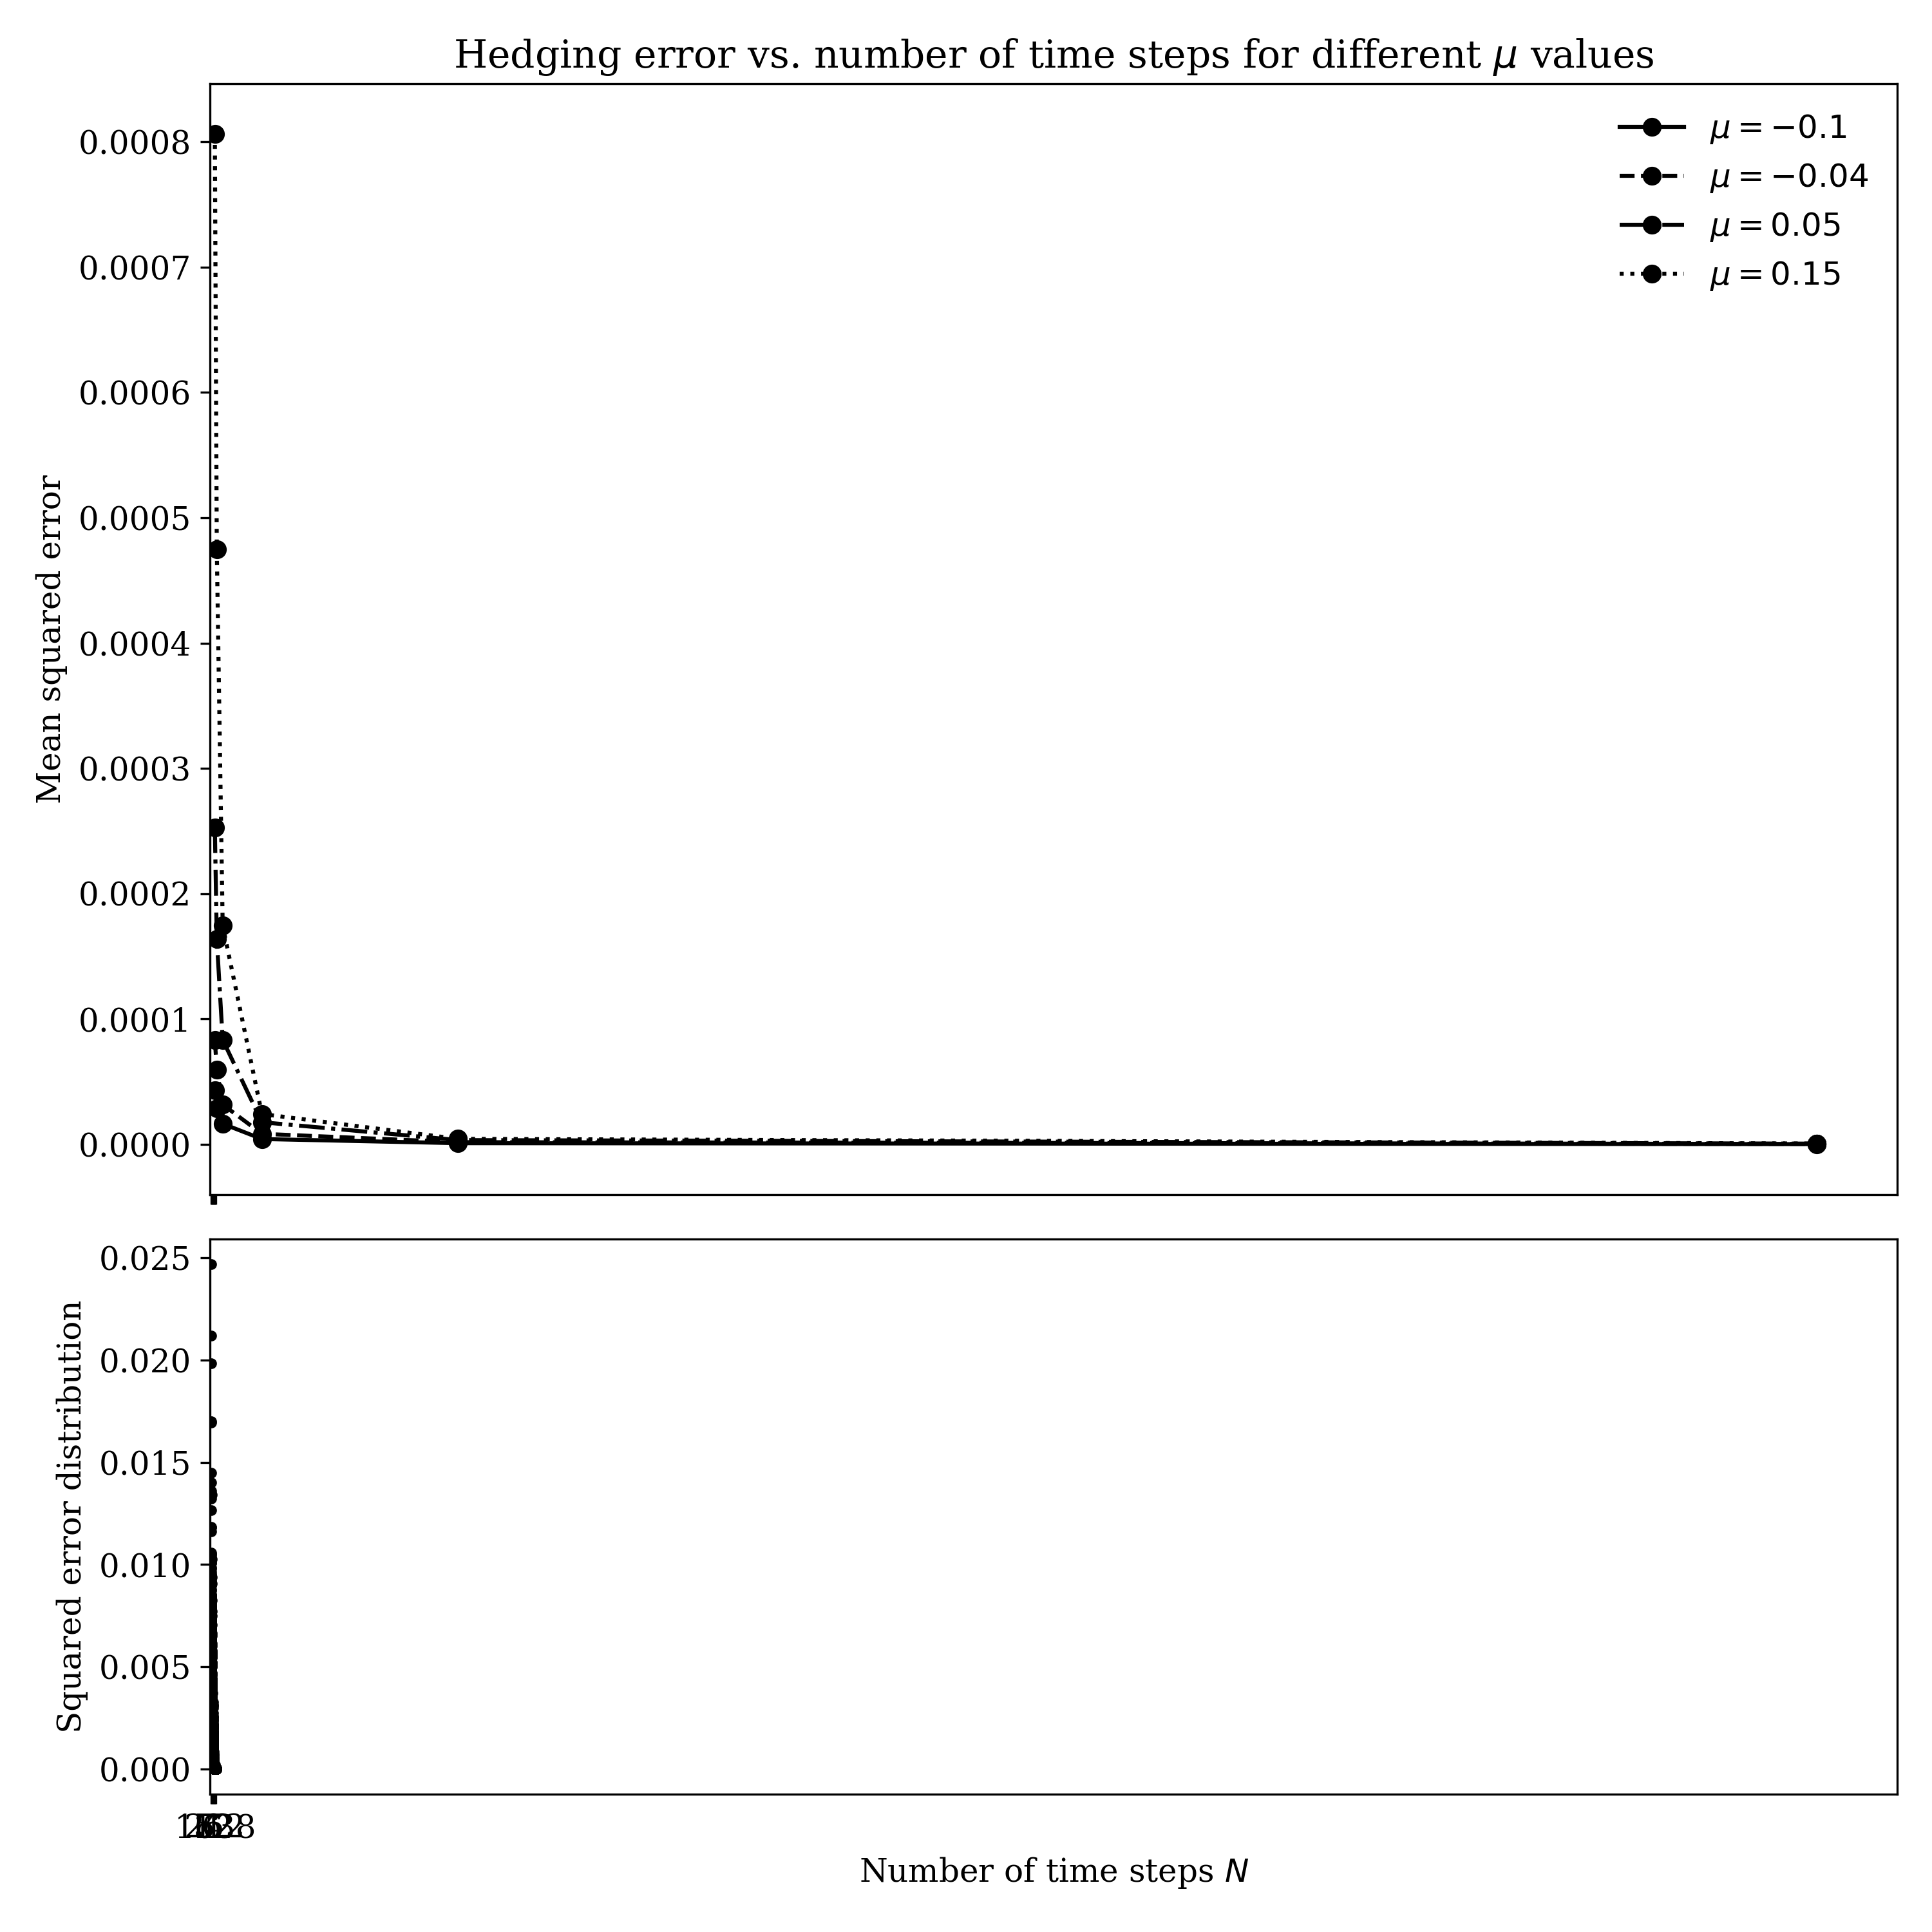 Hedging error vs. number of time steps for different μ values
μ = −0.1
μ = −0.04
μ = 0.05
μ = 0.15
Mean squared error
0.0008
0.0007
0.0006
0.0005
0.0004
0.0003
0.0002
0.0001
0.0000
Squared error distribution
0.025
0.020
0.015
0.010
0.005
0.000
Number of time steps N